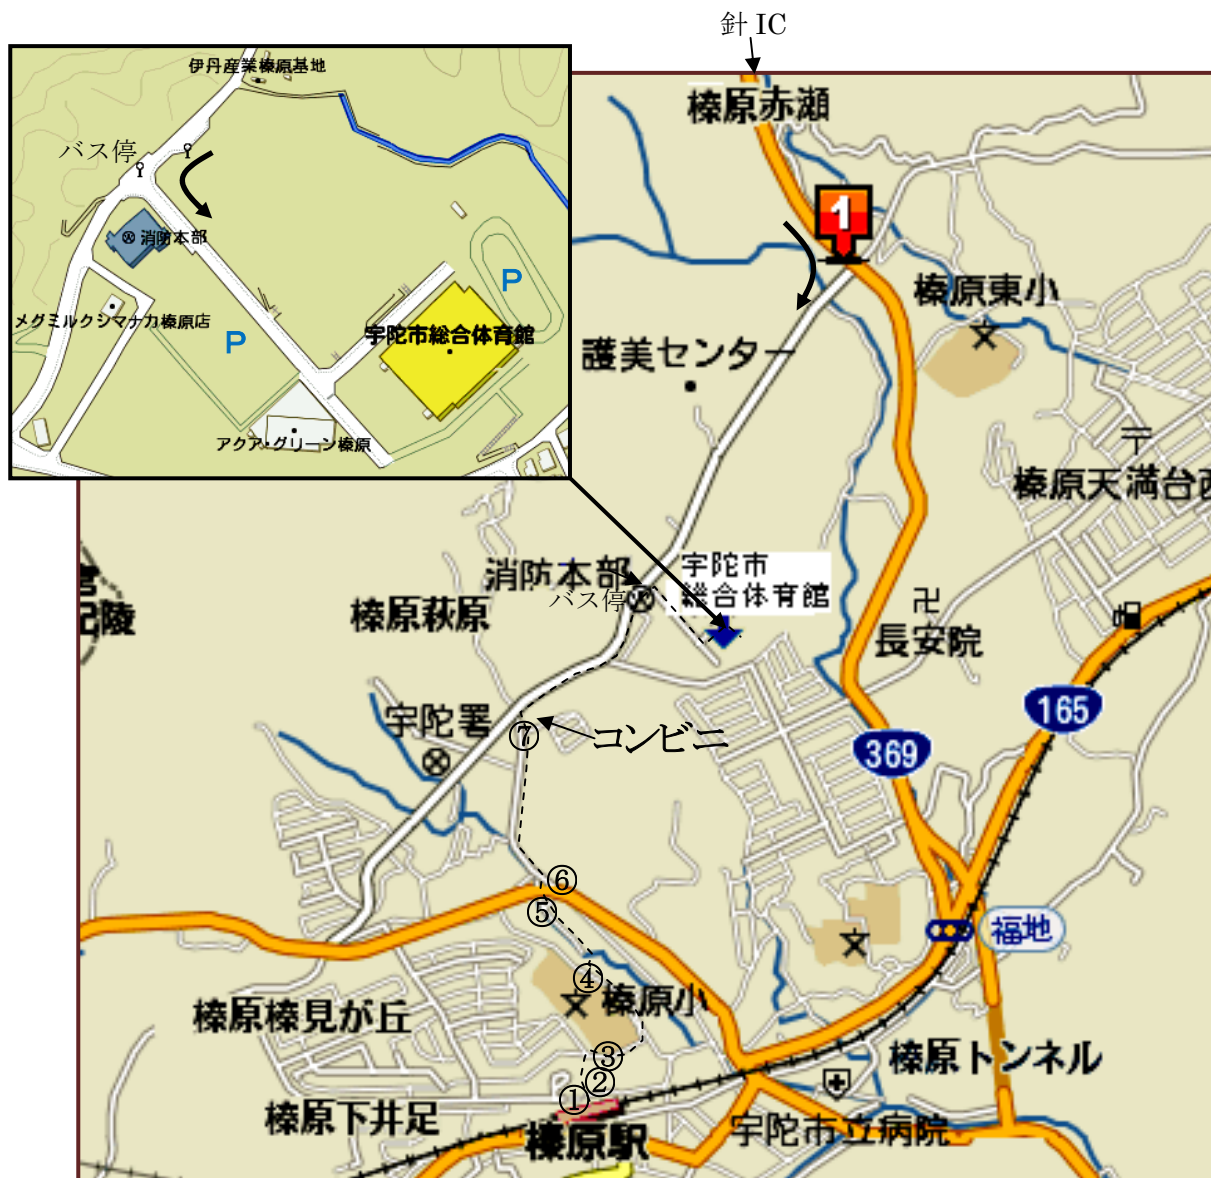 針 IC
伊丹産業榛原基地
バス停
消防本部
メグミルクシマナカ榛原店
P
P
宇陀市総合体育館
アクア・グリーン榛原
榛原赤瀬
1
榛原東小
護美センター
榛原天満台西
消防本部
バス停
宇陀市
総合体育館
榛原萩原
陵
長安院
165
369
宇陀署
⑦
コンビニ
⑥
⑤
福地
④
榛原小
榛原榛見が丘
③
②
①
榛原トンネル
榛原下井足
榛原駅
宇陀市立病院